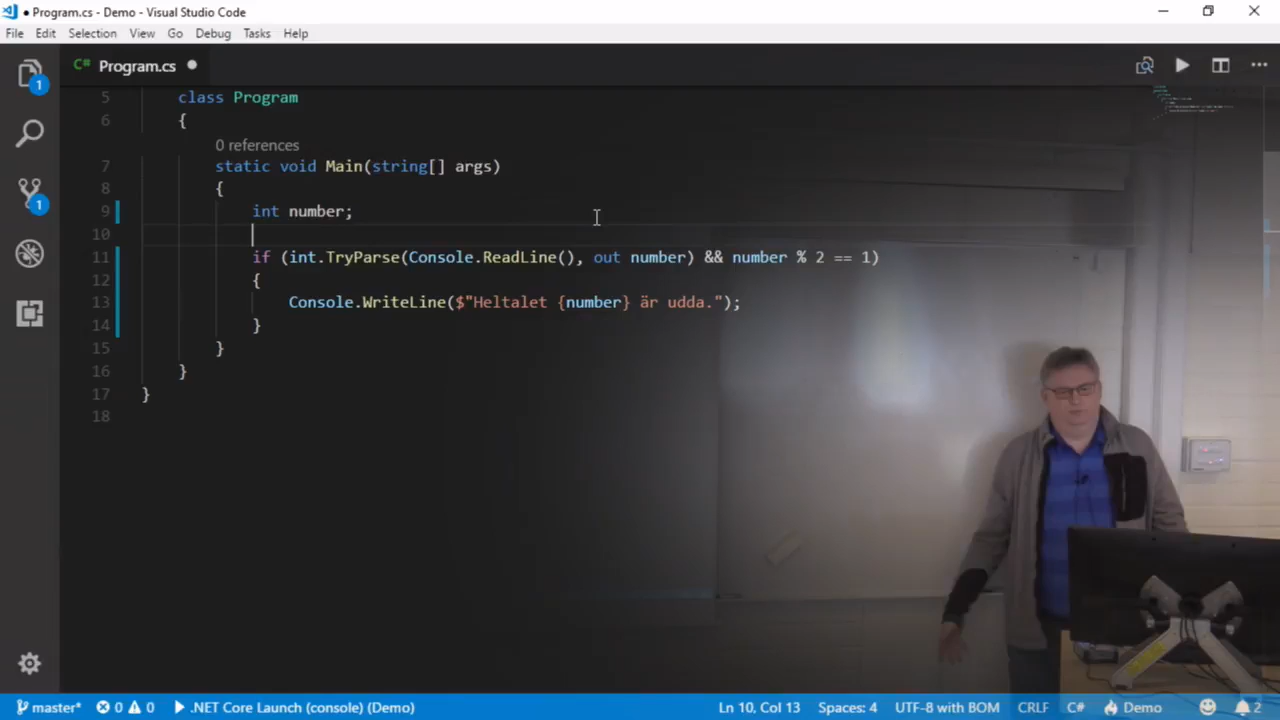 ● Program.cs - Demo - Visual Studio Code
File Edit Selection View Go Debug Tasks Help
C# Program.cs ●
5 class Program
6 {
0 references
7 static void Main(string[] args)
8 {
9 int number;
10
11 if (int.TryParse(Console.ReadLine(), out number) && number % 2 == 1)
12 {
13 Console.WriteLine($"Heltalet {number} är udda.");
14 }
15 }
16 }
17 }
18
1
1
master* 0 0 .NET Core Launch (console) (Demo) Ln 10, Col 13 Spaces: 4 UTF-8 with BOM CRLF C# Demo 2